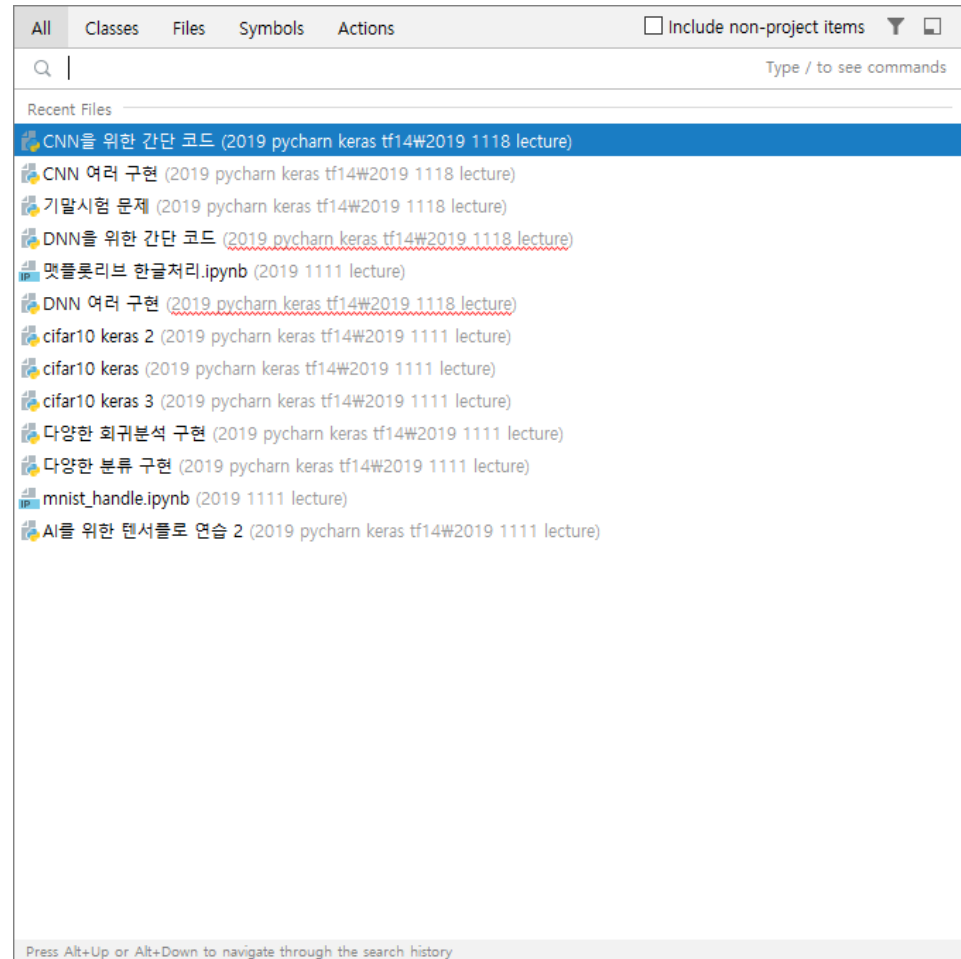 All Classes Files Symbols Actions Include non-project items
Type / to see commands
Recent Files
CNN을 위한 간단 코드 (2019 pycharn keras tf14₩2019 1118 lecture)
CNN 여러 구현 (2019 pycharn keras tf14₩2019 1118 lecture)
기말시험 문제 (2019 pycharn keras tf14₩2019 1118 lecture)
DNN을 위한 간단 코드 (2019 pycharn keras tf14₩2019 1118 lecture)
맷플롯리브 한글처리.ipynb (2019 1111 lecture)
DNN 여러 구현 (2019 pycharn keras tf14₩2019 1118 lecture)
cifar10 keras 2 (2019 pycharn keras tf14₩2019 1111 lecture)
cifar10 keras (2019 pycharn keras tf14₩2019 1111 lecture)
cifar10 keras 3 (2019 pycharn keras tf14₩2019 1111 lecture)
다양한 회귀분석 구현 (2019 pycharn keras tf14₩2019 1111 lecture)
다양한 분류 구현 (2019 pycharn keras tf14₩2019 1111 lecture)
mnist_handle.ipynb (2019 1111 lecture)
AI를 위한 텐서플로 연습 2 (2019 pycharn keras tf14₩2019 1111 lecture)
Press Alt+Up or Alt+Down to navigate through the search history